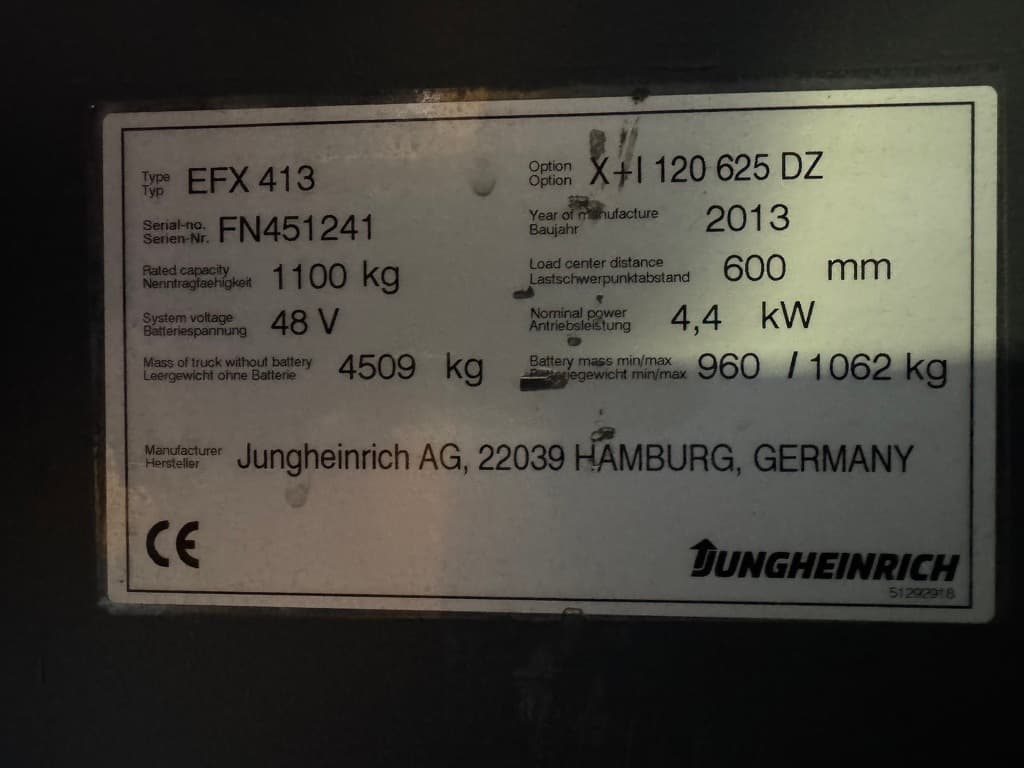 Type EFX 413 Option X+I 120 625 DZ
Typ Option
Serial-no. FN451241 Year of manufacture 2013
Serien-Nr. Baujahr
Rated capacity 1100 kg Load center distance 600 mm
Nenntragfaehigkeit Lastschwerpunktabstand
System voltage 48 V Nominal power 4,4 kW
Batteriespannung Antriebsleistung
Mass of truck without battery 4509 kg Battery mass min/max 960 / 1062 kg
Leergewicht ohne Batterie Batteriegewicht min/max
Manufacturer Jungheinrich AG, 22039 HAMBURG, GERMANY
Hersteller
CE JUNGHEINRICH
51292918